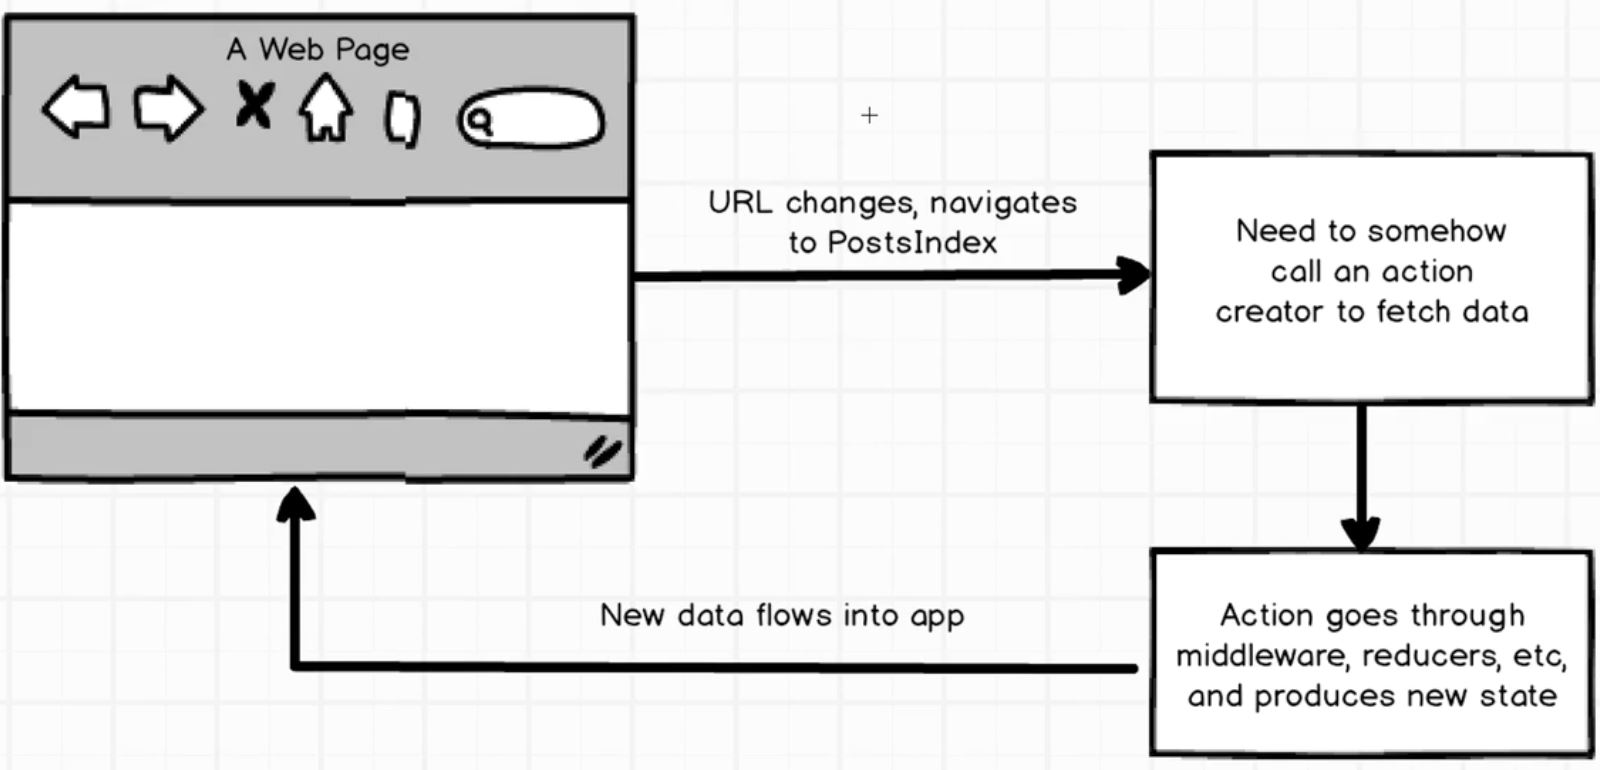 A Web Page
URL changes, navigates
to PostsIndex
Need to somehow
call an action
creator to fetch data
Action goes through
middleware, reducers, etc,
and produces new state
New data flows into app